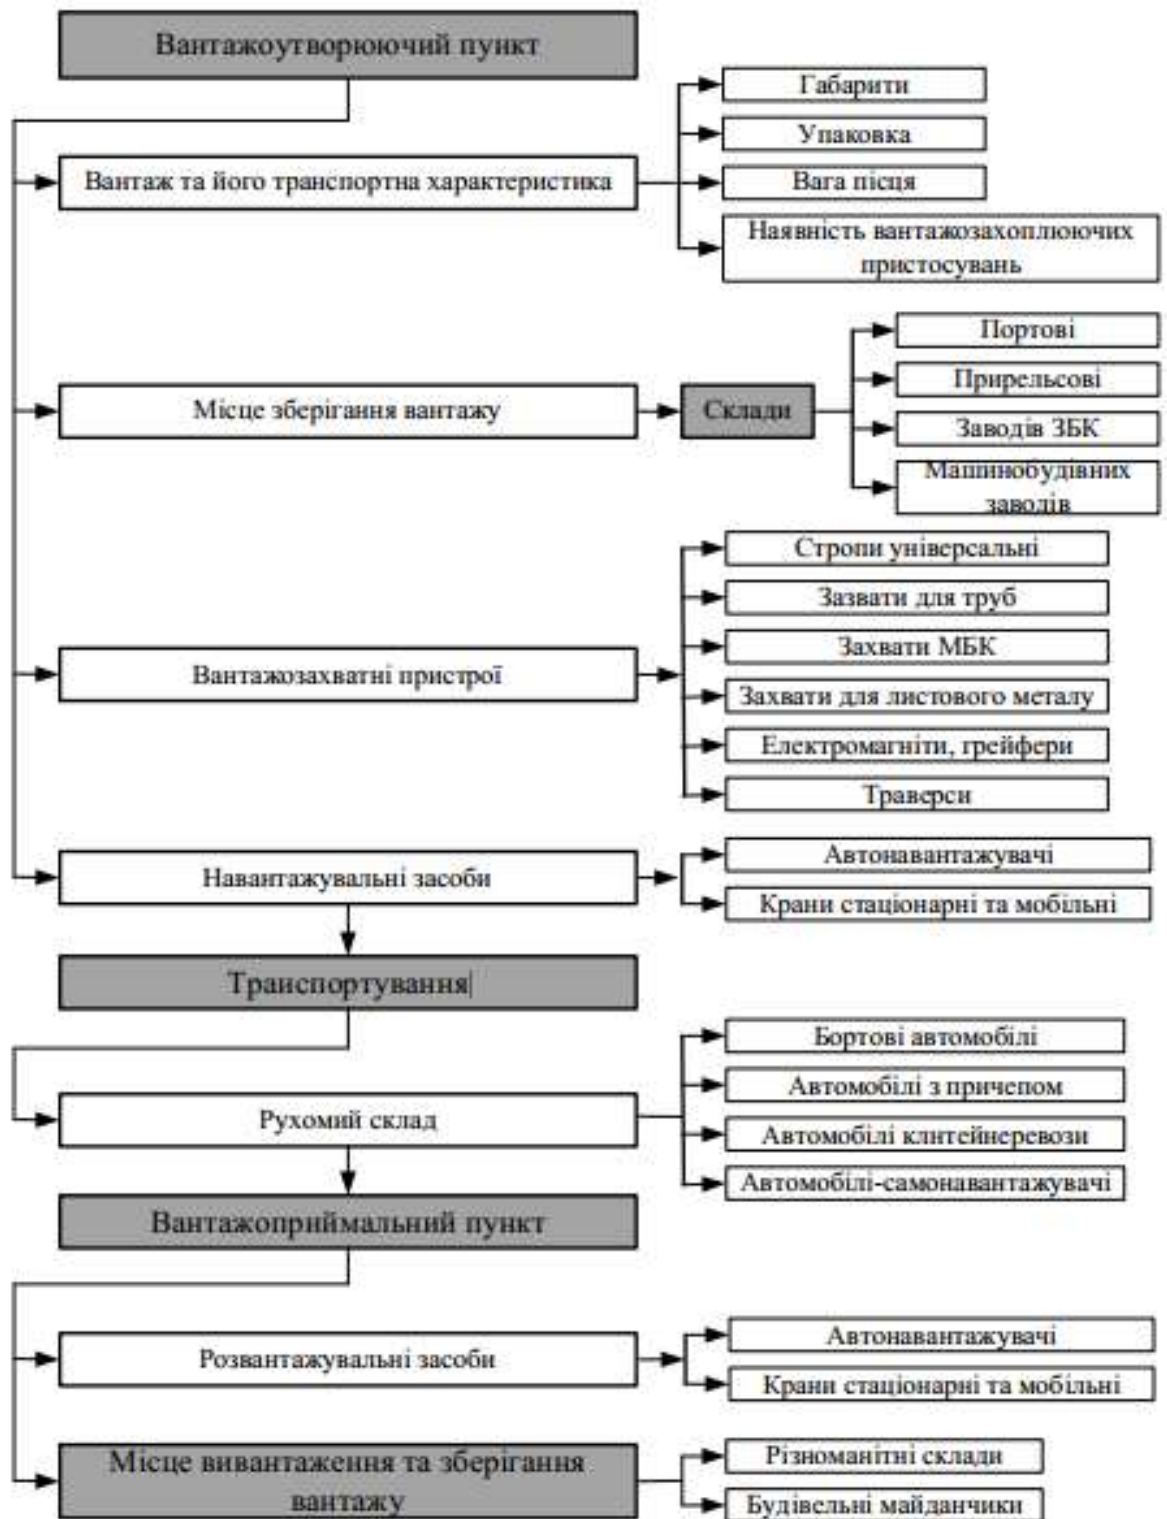 Вантажоутворюючий пункт
Габарити
Упаковка
Вантаж та його транспортна характеристика
Вага пісця
Наявність вантажозахоплюючих
пристосувань
Портові
Прирельсові
Місце зберігання вантажу
Склади
Заводів ЗБК
Машинобудівних
заводів
Стропи універсальні
Зазвати для труб
Захвати МБК
Вантажозахватні пристрої
Захвати для листового металу
Електромагніти, грейфери
Траверси
Автонавантажувачі
Навантажувальні засоби
Крани стаціонарні та мобільні
Транспортування
Бортові автомобілі
Автомобілі з причепом
Рухомий склад
Автомобілі клнтейнеревози
Автомобілі-самонавантажувачі
Вантажоприймальний пункт
Автонавантажувачі
Розвантажувальні засоби
Крани стаціонарні та мобільні
Місце вивантаження та зберігання
вантажу
Різноманітні склади
Будівельні майданчики